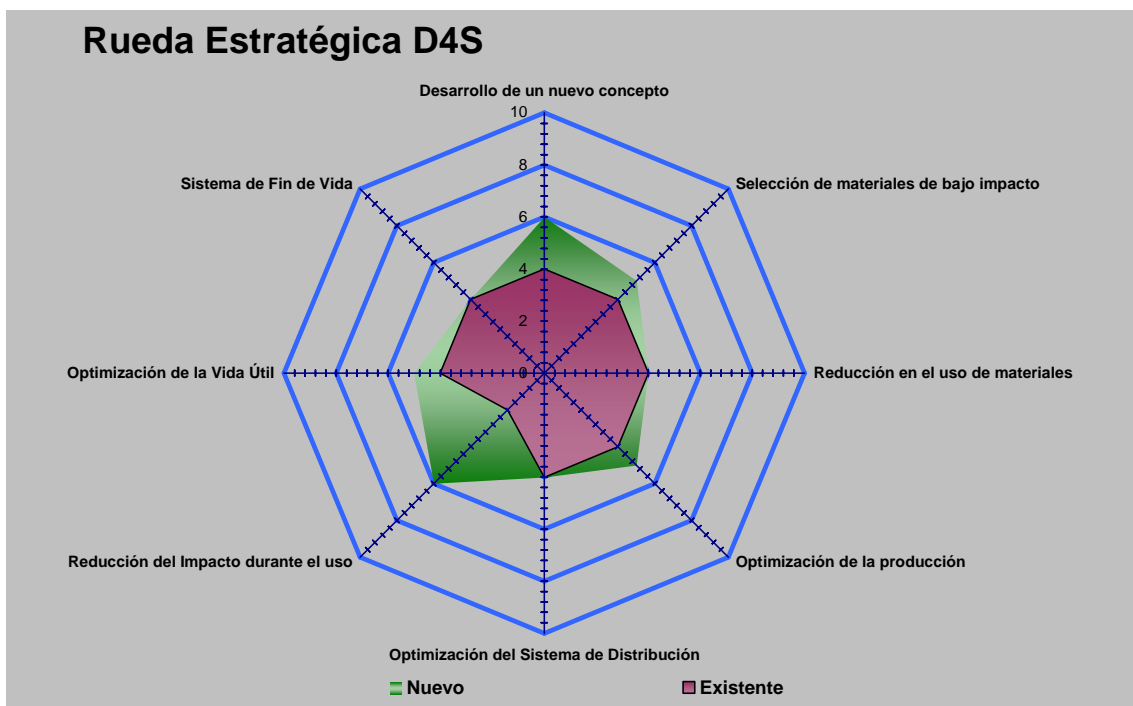 Rueda Estratégica D4S
Desarrollo de un nuevo concepto
10
8
6
4
2
0
Sistema de Fin de Vida
Selección de materiales de bajo impacto
Optimización de la Vida Útil
Reducción en el uso de materiales
Reducción del Impacto durante el uso
Optimización de la producción
Optimización del Sistema de Distribución
Nuevo
Existente